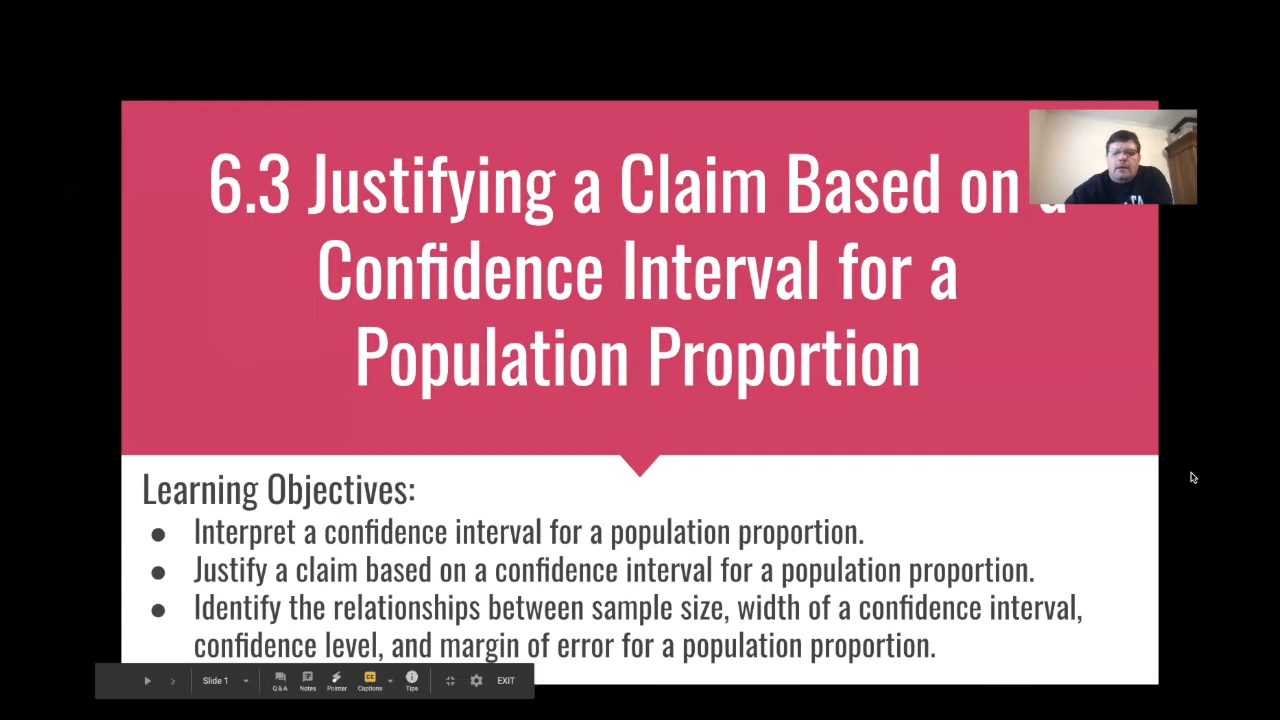 6.3 Justifying a Claim Based on a
Confidence Interval for a
Population Proportion
Learning Objectives:
● Interpret a confidence interval for a population proportion.
● Justify a claim based on a confidence interval for a population proportion.
● Identify the relationships between sample size, width of a confidence interval,
confidence level, and margin of error for a population proportion.
Slide 1
Q&A
Notes
Pointer
Captions
Tips
EXIT